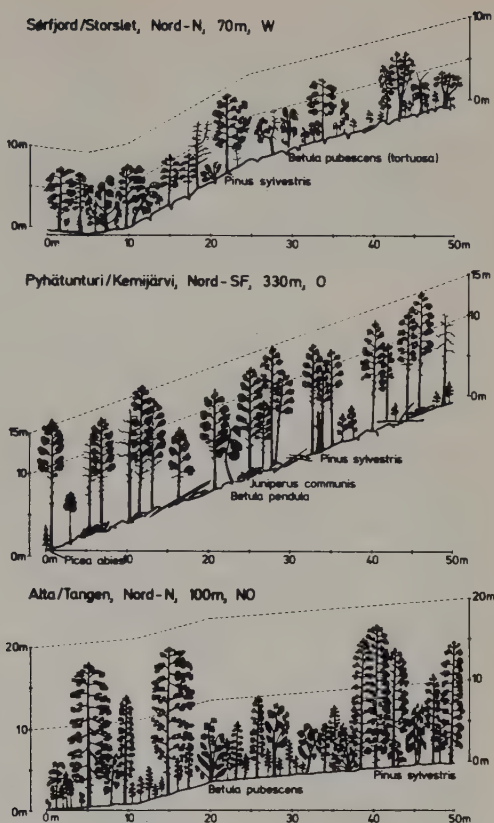 Sørfjord/Storslet, Nord-N, 70m, W
10m
0m
10m
0m
Betula pubescens (tortuosa)
Pinus sylvestris
0m 10 20 30 40 50m
Pyhätunturi/Kemijärvi, Nord-SF, 330m, O
15m
10
0m
15m
10
0m
Pinus sylvestris
Juniperus communis
Betula pendula
Picea abies
0m 10 20 30 40 50m
Alta/Tangen, Nord-N, 100m, NO
20m
10
0m
20m
10
0m
Pinus sylvestris
Betula pubescens
0m 10 20 30 40 50m